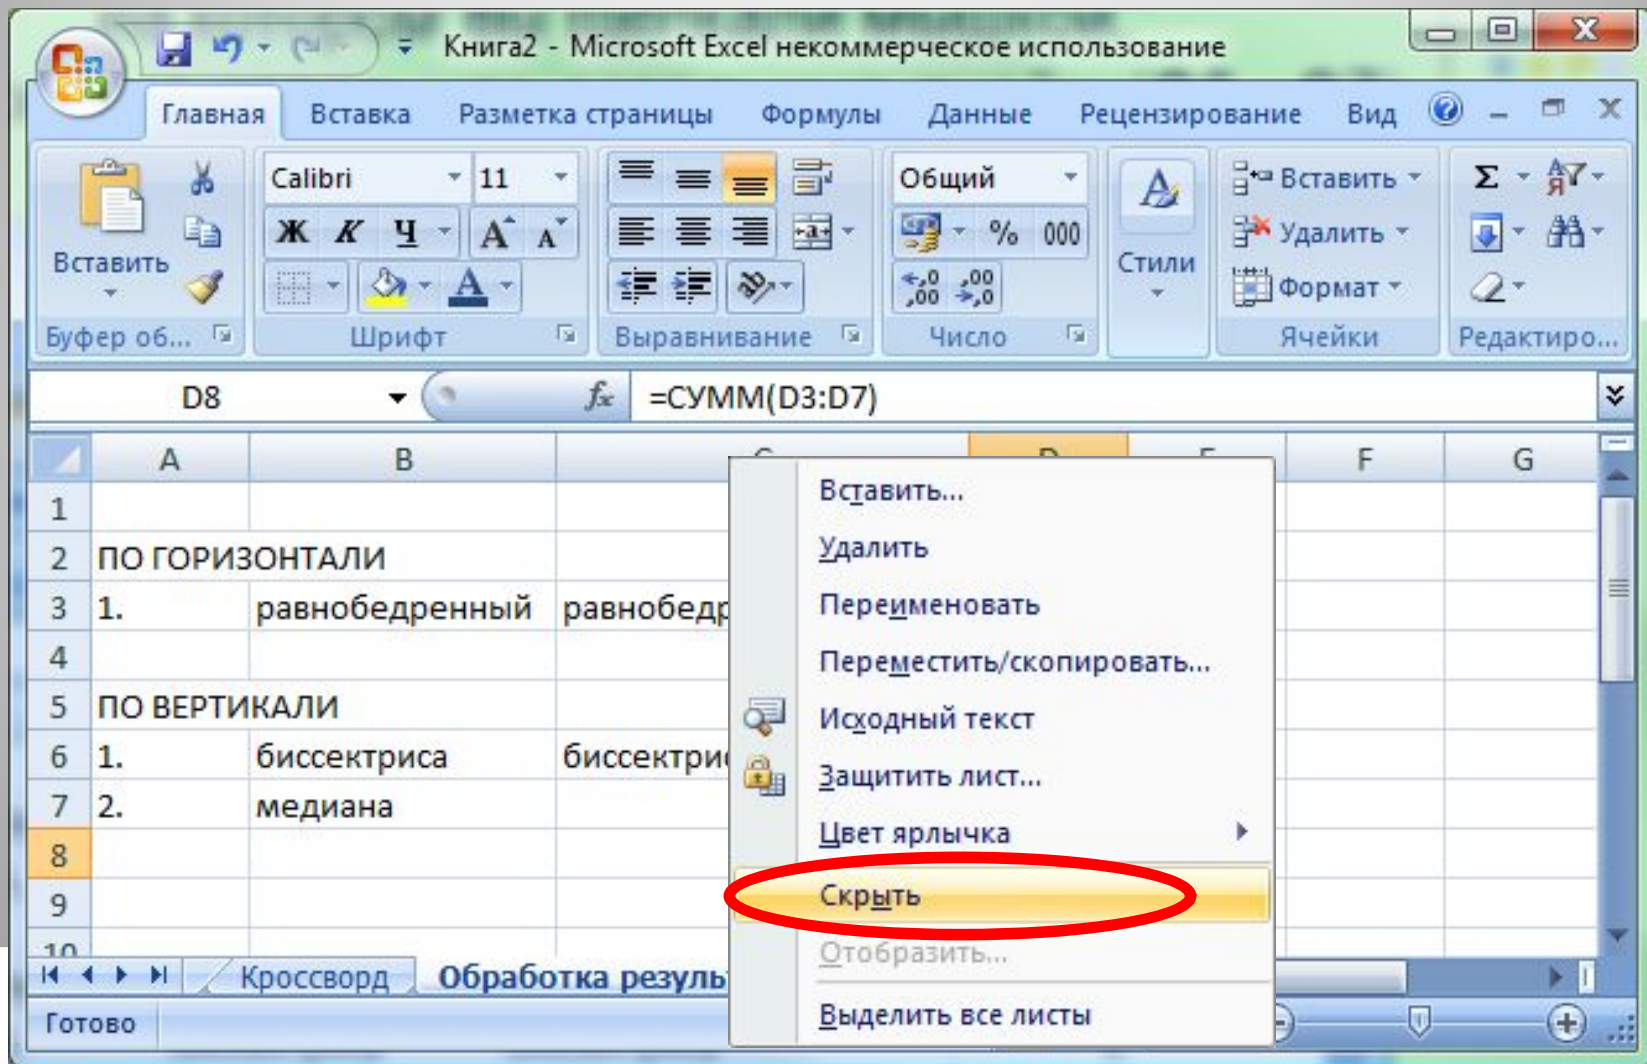 Книга2 - Microsoft Excel некоммерческое использование
Главная Вставка Разметка страницы Формулы Данные Рецензирование Вид
Calibri 11 Общий Вставить
Ж К Ч A A % 000 Удалить
Вставить Стили Формат
Буфер об... Шрифт Выравнивание Число Ячейки Редактиро...
D8 fx =СУММ(D3:D7)
A B F G
1
2 ПО ГОРИЗОНТАЛИ
3 1. равнобедренный равнобедр
4
5 ПО ВЕРТИКАЛИ
6 1. биссектриса биссектри
7 2. медиана
8
9
10
Вставить...
Удалить
Переименовать
Переместить/скопировать...
Исходный текст
Защитить лист...
Цвет ярлычка
Скрыть
Отобразить...
Выделить все листы
Кроссворд Обработка резуль
Готово